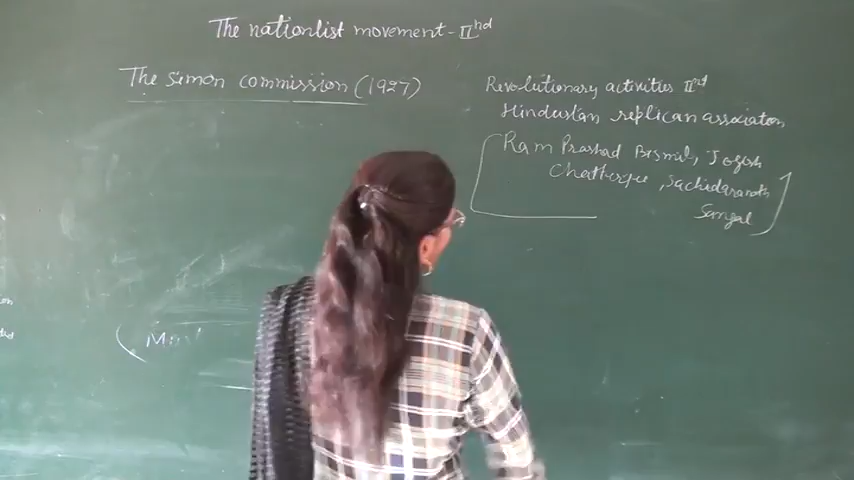 The nationlist movement - IInd
The simon commission (1927)
Revolutionary activities IInd
Hindustan replican association
Ram Prashad Bismil, Jogesh
Chatterjee, Sachidaranath
Sangal